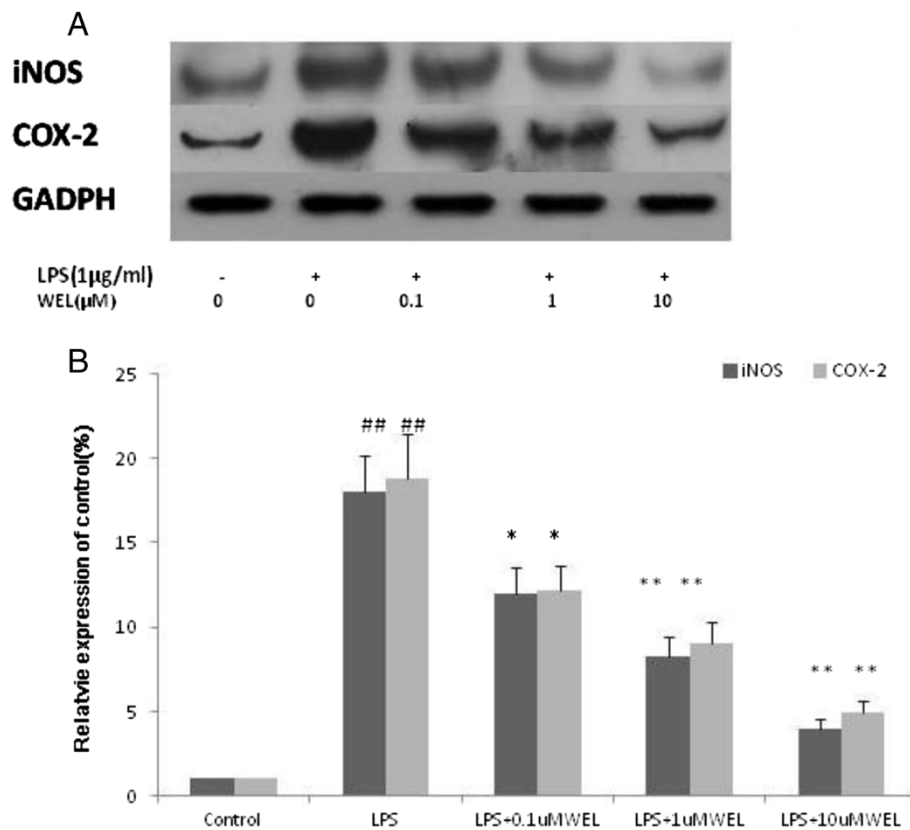 A
iNOS
COX-2
GADPH
LPS(1µg/ml) - + + + +
WEL(µM) 0 0 0.1 1 10
B
iNOS COX-2
Relatvie expression of control(%)
25
20
15
10
5
0
## ##
* *
** **
** **
Control LPS LPS+0.1uMWEL LPS+1uMWEL LPS+10uMWEL